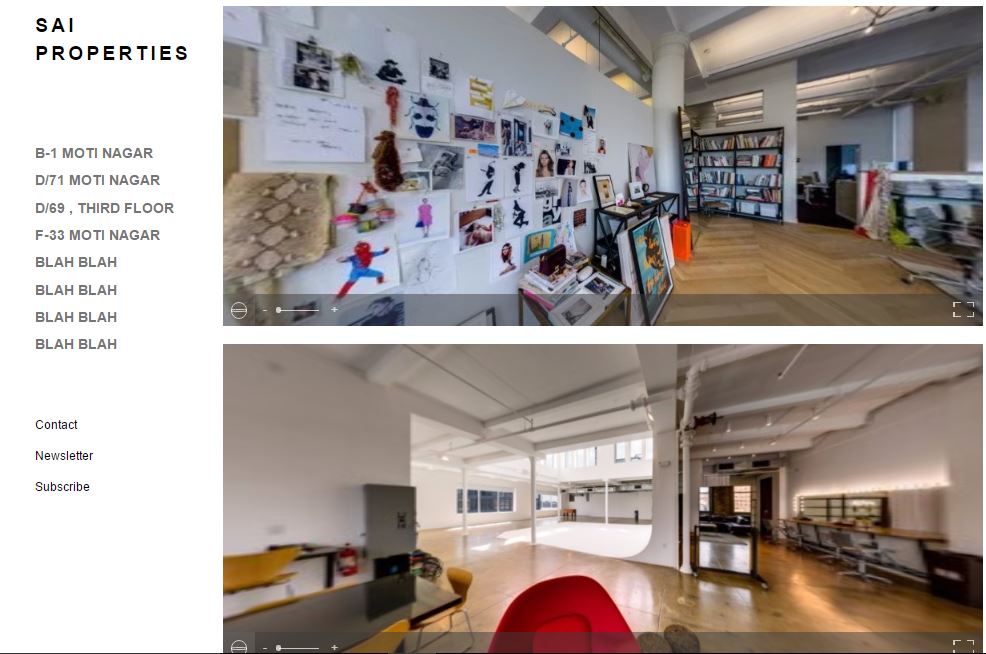 SAI
PROPERTIES
B-1 MOTI NAGAR
D/71 MOTI NAGAR
D/69 , THIRD FLOOR
F-33 MOTI NAGAR
BLAH BLAH
BLAH BLAH
BLAH BLAH
BLAH BLAH
Contact
Newsletter
Subscribe